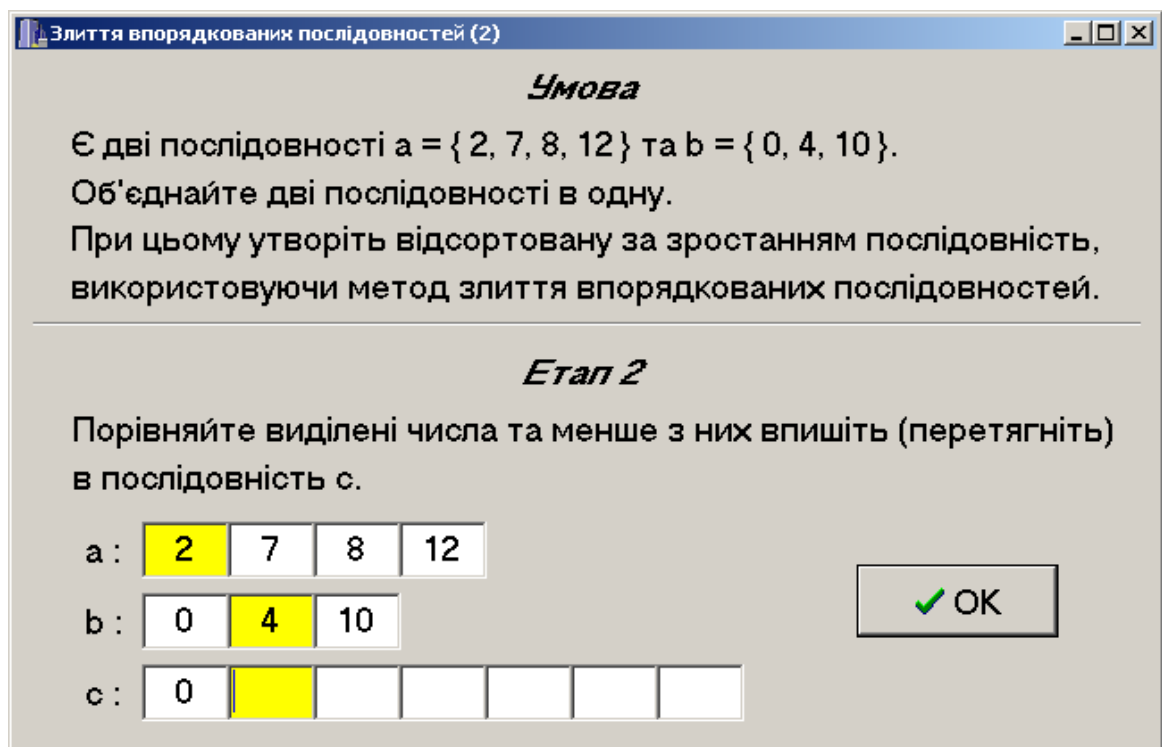 Злиття впорядкованих послідовностей (2)
Умова
Є дві послідовності a = { 2, 7, 8, 12 } та b = { 0, 4, 10 }.
Об'єднайте дві послідовності в одну.
При цьому утворіть відсортовану за зростанням послідовність,
використовуючи метод злиття впорядкованих послідовностей.
Етап 2
Порівняйте виділені числа та менше з них впишіть (перетягніть)
в послідовність c.
a : 2 7 8 12
b : 0 4 10
OK
c : 0